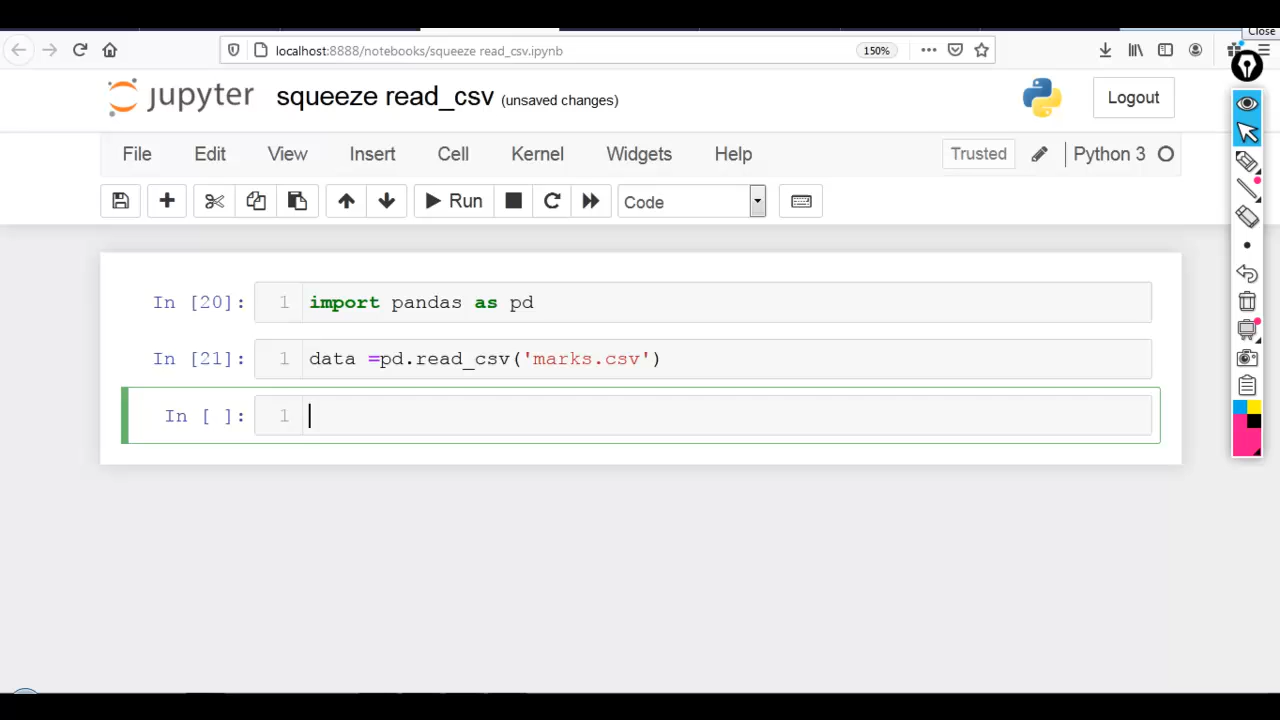 Close
localhost:8888/notebooks/squeeze read_csv.ipynb
150%
jupyter squeeze read_csv (unsaved changes)
Logout
File Edit View Insert Cell Kernel Widgets Help
Trusted Python 3
Run Code
In [20]: 1 import pandas as pd
In [21]: 1 data =pd.read_csv('marks.csv')
In [ ]: 1